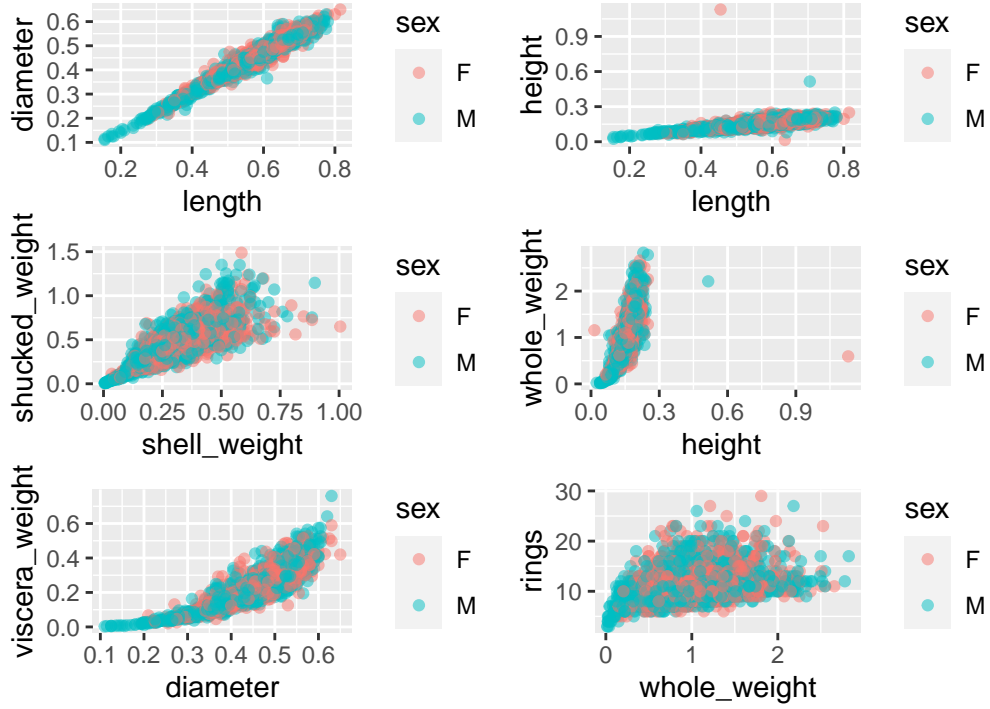 diameter
0.6
0.5
0.4
0.3
0.2
0.1
0.2 0.4 0.6 0.8
length
sex
F
M
height
0.9
0.6
0.3
0.0
0.2 0.4 0.6 0.8
length
sex
F
M
shucked_weight
1.5
1.0
0.5
0.0
0.00 0.25 0.50 0.75 1.00
shell_weight
sex
F
M
whole_weight
2
1
0
0.0 0.3 0.6 0.9
height
sex
F
M
viscera_weight
0.6
0.4
0.2
0.0
0.1 0.2 0.3 0.4 0.5 0.6
diameter
sex
F
M
rings
30
20
10
0 1 2
whole_weight
sex
F
M